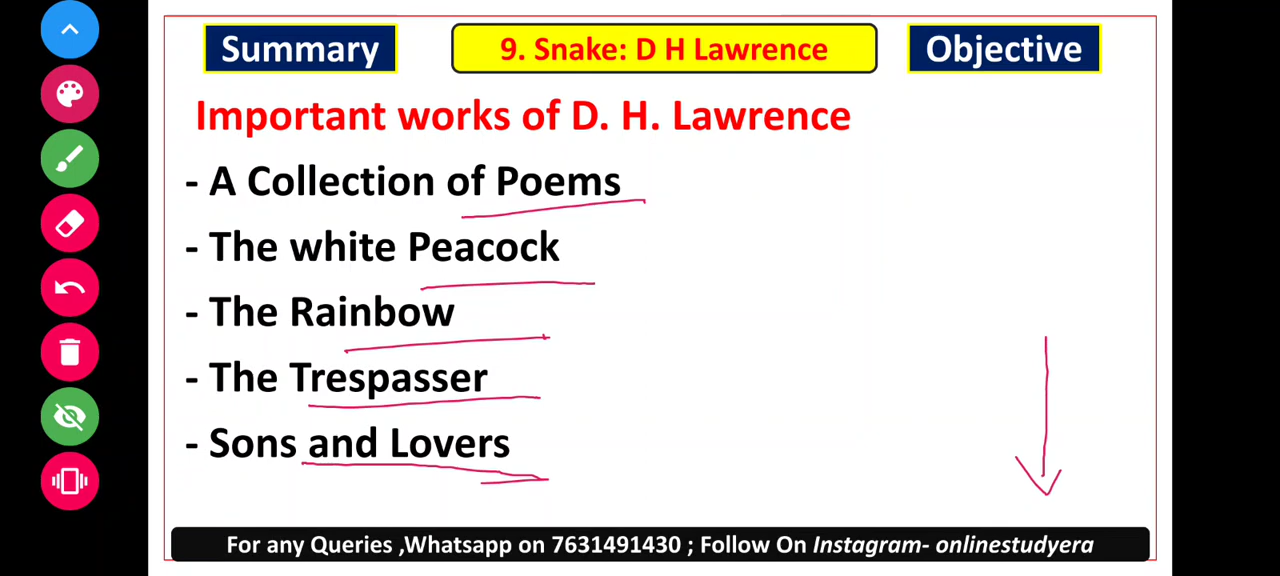 Summary
9. Snake: D H Lawrence
Objective
Important works of D. H. Lawrence
- A Collection of Poems
- The white Peacock
- The Rainbow
- The Trespasser
- Sons and Lovers
For any Queries ,Whatsapp on 7631491430 ; Follow On Instagram- onlinestudyera